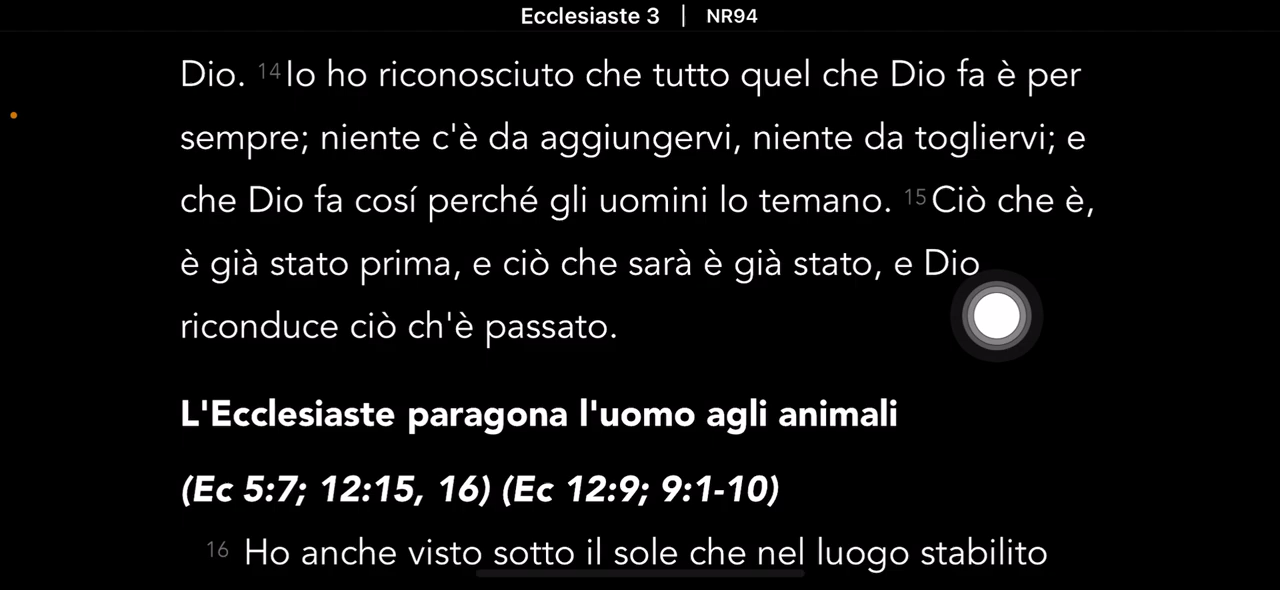 Ecclesiaste 3 | NR94
Dio. 14 Io ho riconosciuto che tutto quel che Dio fa è per
sempre; niente c'è da aggiungervi, niente da togliervi; e
che Dio fa cosí perché gli uomini lo temano. 15 Ciò che è,
è già stato prima, e ciò che sarà è già stato, e Dio
riconduce ciò ch'è passato.
L'Ecclesiaste paragona l'uomo agli animali
(Ec 5:7; 12:15, 16) (Ec 12:9; 9:1-10)
16 Ho anche visto sotto il sole che nel luogo stabilito